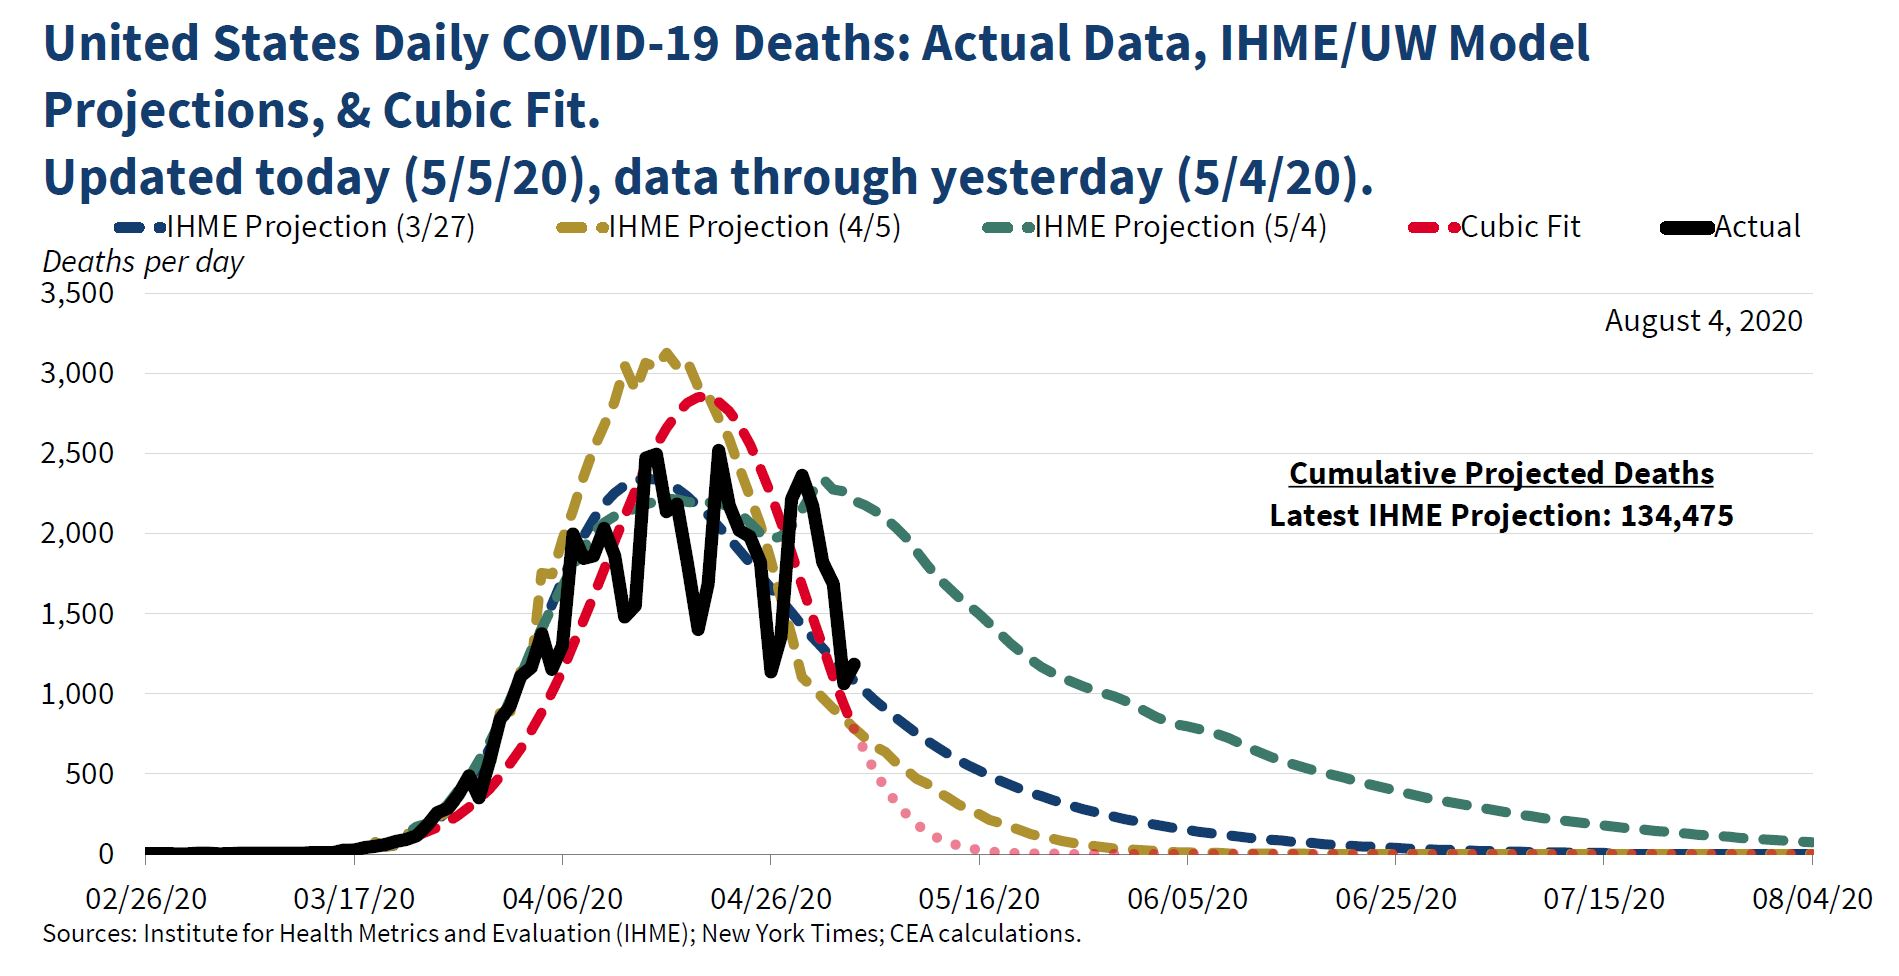 United States Daily COVID-19 Deaths: Actual Data, IHME/UW Model
Projections, & Cubic Fit.
Updated today (5/5/20), data through yesterday (5/4/20).
IHME Projection (3/27)
IHME Projection (4/5)
IHME Projection (5/4)
Cubic Fit
Actual
Deaths per day
3,500
August 4, 2020
3,000
2,500
Cumulative Projected Deaths
Latest IHME Projection: 134,475
2,000
1,500
1,000
500
0
02/26/20
03/17/20
04/06/20
04/26/20
05/16/20
06/05/20
06/25/20
07/15/20
08/04/20
Sources: Institute for Health Metrics and Evaluation (IHME); New York Times; CEA calculations.